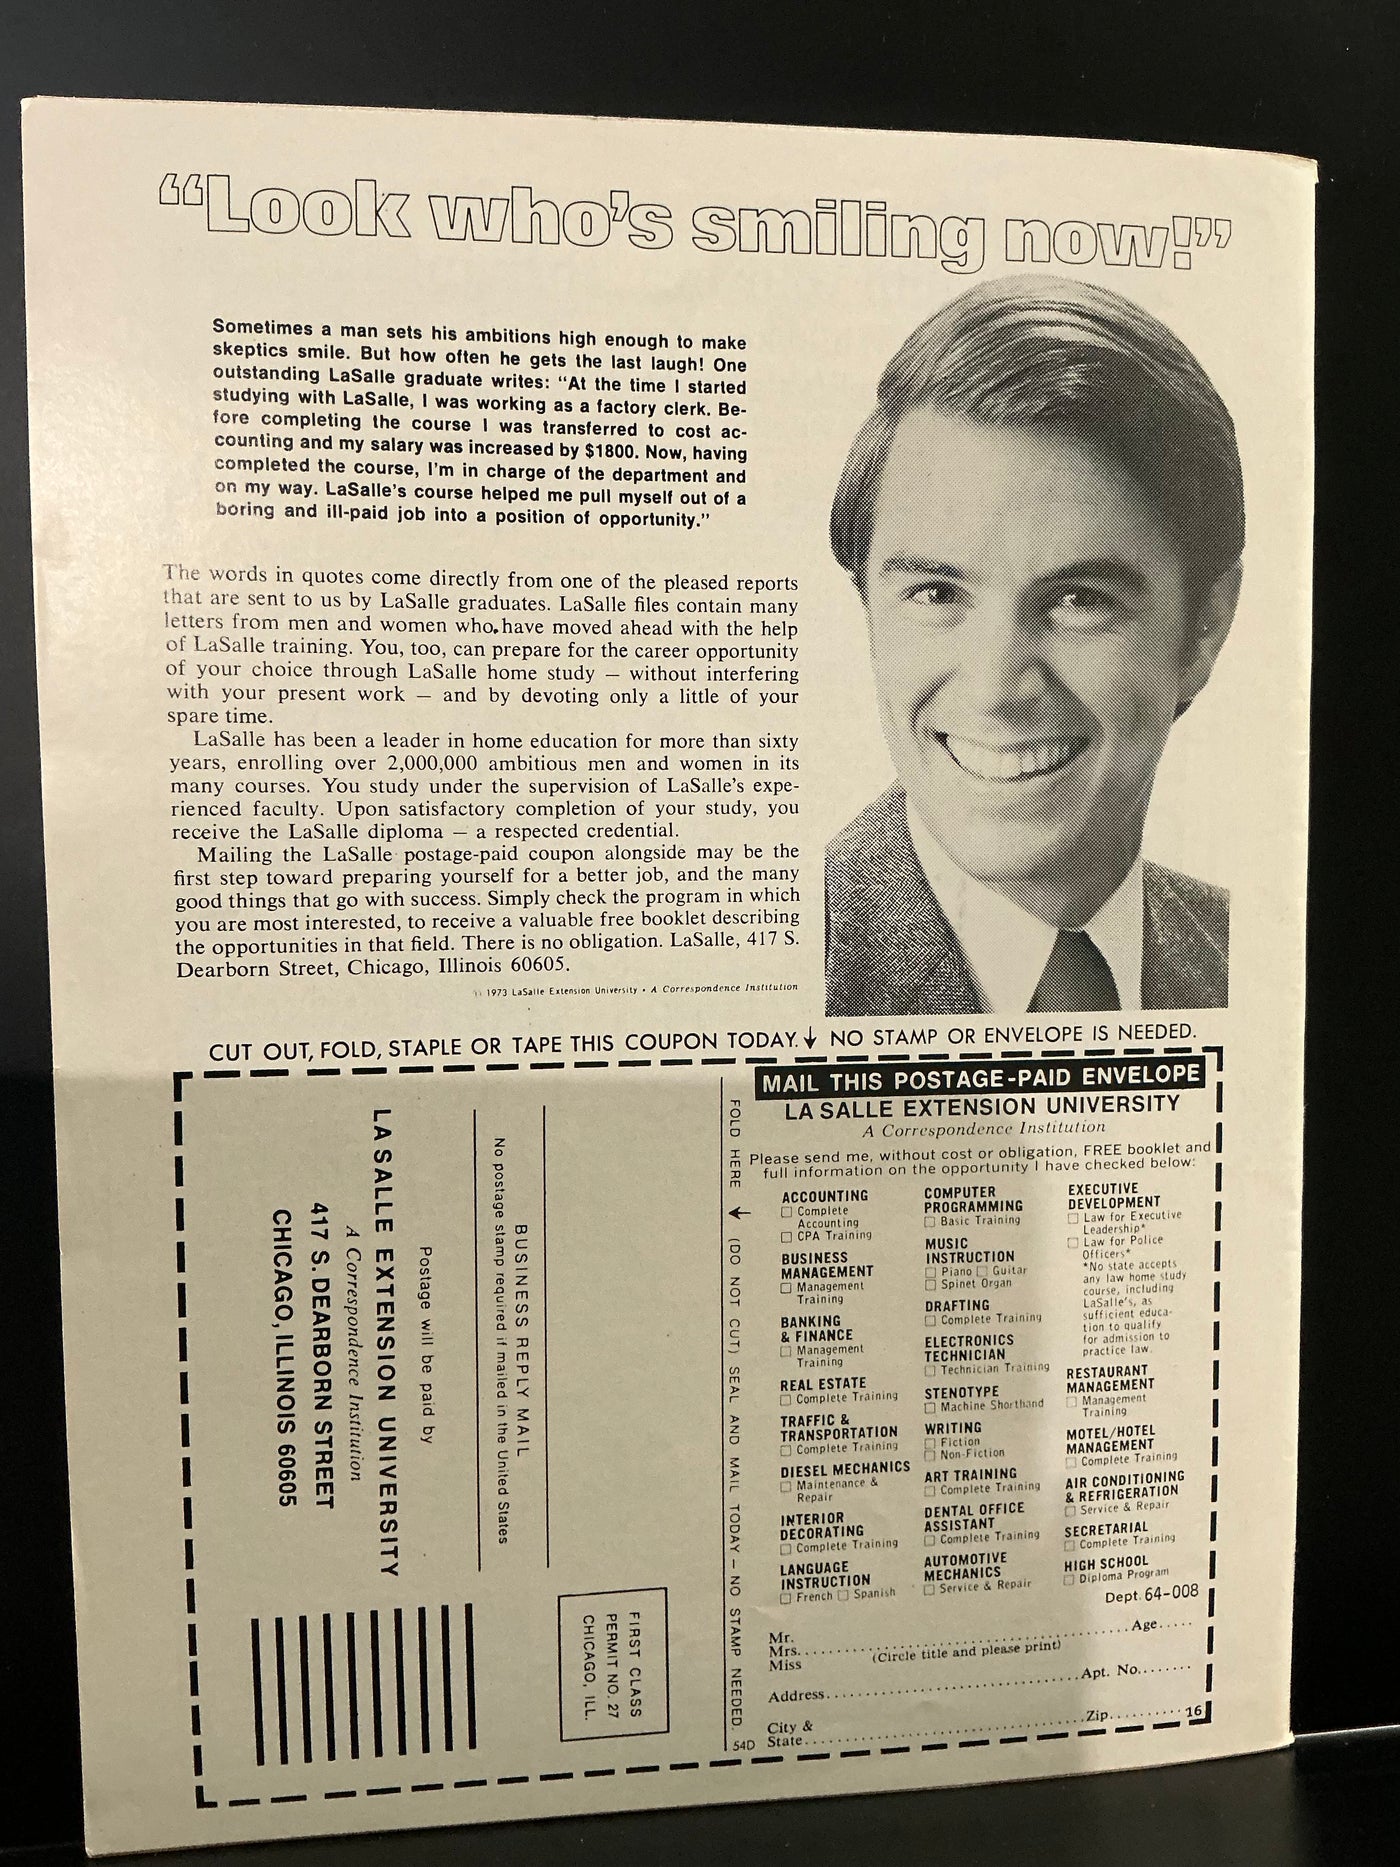 “Look who's smiling now!”
Sometimes a man sets his ambitions high enough to make
skeptics smile. But how often he gets the last laugh! One
outstanding LaSalle graduate writes: “At the time I started
studying with LaSalle, I was working as a factory clerk. Be-
fore completing the course I was transferred to cost ac-
counting and my salary was increased by $1800. Now, having
completed the course, I'm in charge of the department and
on my way. LaSalle's course helped me pull myself out of a
boring and ill-paid job into a position of opportunity.”
The words in quotes come directly from one of the pleased reports
that are sent to us by LaSalle graduates. LaSalle files contain many
letters from men and women who have moved ahead with the help
of LaSalle training. You, too, can prepare for the career opportunity
of your choice through LaSalle home study — without interfering
with your present work — and by devoting only a little of your
spare time.
LaSalle has been a leader in home education for more than sixty
years, enrolling over 2,000,000 ambitious men and women in its
many courses. You study under the supervision of LaSalle's expe-
rienced faculty. Upon satisfactory completion of your study, you
receive the LaSalle diploma — a respected credential.
Mailing the LaSalle postage-paid coupon alongside may be the
first step toward preparing yourself for a better job, and the many
good things that go with success. Simply check the program in which
you are most interested, to receive a valuable free booklet describing
the opportunities in that field. There is no obligation. LaSalle, 417 S.
Dearborn Street, Chicago, Illinois 60605.
© 1973 LaSalle Extension University • A Correspondence Institution
CUT OUT, FOLD, STAPLE OR TAPE THIS COUPON TODAY. ↓ NO STAMP OR ENVELOPE IS NEEDED.
FIRST CLASS
PERMIT NO. 27
CHICAGO, ILL.
BUSINESS REPLY MAIL
No postage stamp required if mailed in the United States
Postage will be paid by
LASALLE EXTENSION UNIVERSITY
A Correspondence Institution
417 S. DEARBORN STREET
CHICAGO, ILLINOIS 60605
FOLD HERE ↓ (DO NOT CUT) SEAL AND MAIL TODAY — NO STAMP NEEDED.
54D
MAIL THIS POSTAGE-PAID ENVELOPE
LA SALLE EXTENSION UNIVERSITY
A Correspondence Institution
Please send me, without cost or obligation, FREE booklet and
full information on the opportunity I have checked below:
ACCOUNTING
☐ Complete
Accounting
☐ CPA Training
BUSINESS
MANAGEMENT
☐ Management
Training
BANKING
& FINANCE
☐ Management
Training
REAL ESTATE
☐ Complete Training
TRAFFIC &
TRANSPORTATION
☐ Complete Training
DIESEL MECHANICS
☐ Maintenance &
Repair
INTERIOR
DECORATING
☐ Complete Training
LANGUAGE
INSTRUCTION
☐ French ☐ Spanish
COMPUTER
PROGRAMMING
☐ Basic Training
MUSIC
INSTRUCTION
☐ Piano ☐ Guitar
☐ Spinet Organ
DRAFTING
☐ Complete Training
ELECTRONICS
TECHNICIAN
☐ Technician Training
STENOTYPE
☐ Machine Shorthand
WRITING
☐ Fiction
☐ Non-Fiction
ART TRAINING
☐ Complete Training
DENTAL OFFICE
ASSISTANT
☐ Complete Training
AUTOMOTIVE
MECHANICS
☐ Service & Repair
EXECUTIVE
DEVELOPMENT
☐ Law for Executive
Leadership*
☐ Law for Police
Officers*
*No state accepts
any law home study
course, including
LaSalle's, as
sufficient educa-
tion to qualify
for admission to
practice law.
RESTAURANT
MANAGEMENT
☐ Management
Training
MOTEL/HOTEL
MANAGEMENT
☐ Complete Training
AIR CONDITIONING
& REFRIGERATION
☐ Service & Repair
SECRETARIAL
☐ Complete Training
HIGH SCHOOL
☐ Diploma Program
Dept. 64-008
Mr.
Mrs. Age
Miss (Circle title and please print)
Address Apt. No.
City &
State Zip 16